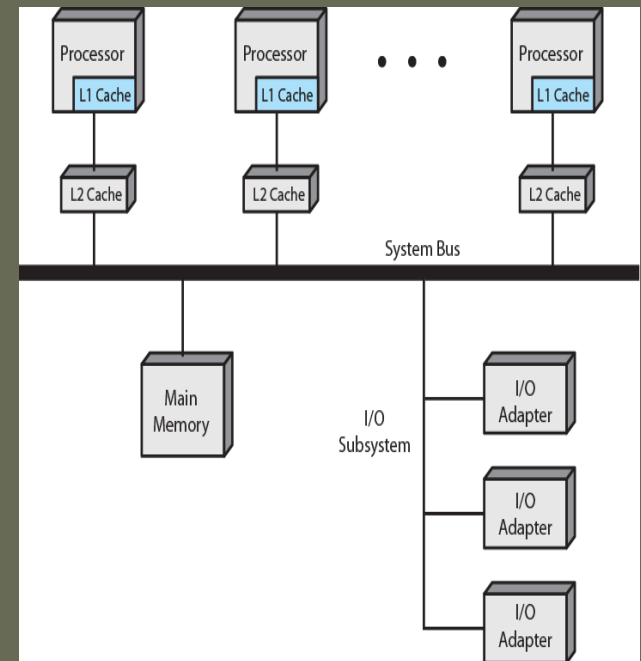 Processor
L1 Cache
Processor
L1 Cache
• • •
Processor
L1 Cache
L2 Cache
L2 Cache
L2 Cache
System Bus
Main
Memory
I/O
Subsystem
I/O
Adapter
I/O
Adapter
I/O
Adapter